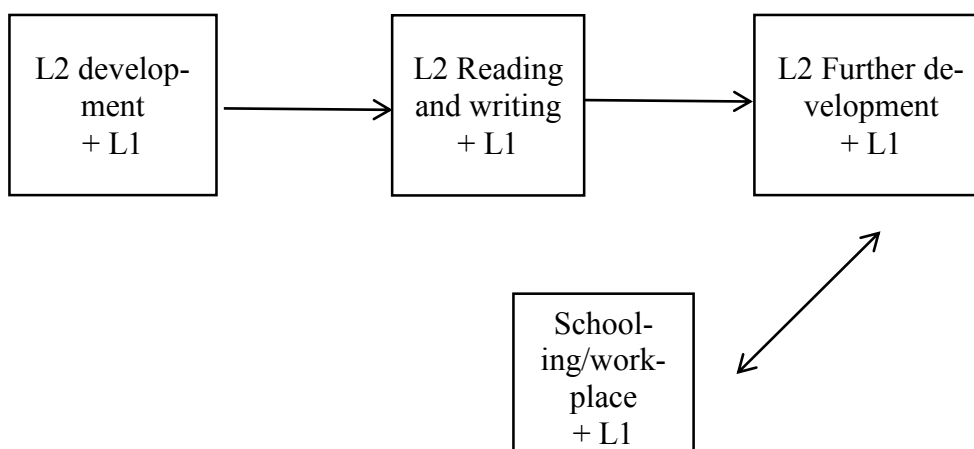 L2 develop-
ment
+ L1
L2 Reading
and writing
+ L1
L2 Further de-
velopment
+ L1
School-
ing/work-
place
+ L1